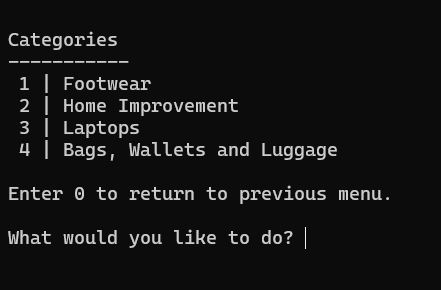 Categories
-----------
1 | Footwear
2 | Home Improvement
3 | Laptops
4 | Bags, Wallets and Luggage
Enter 0 to return to previous menu.
What would you like to do?